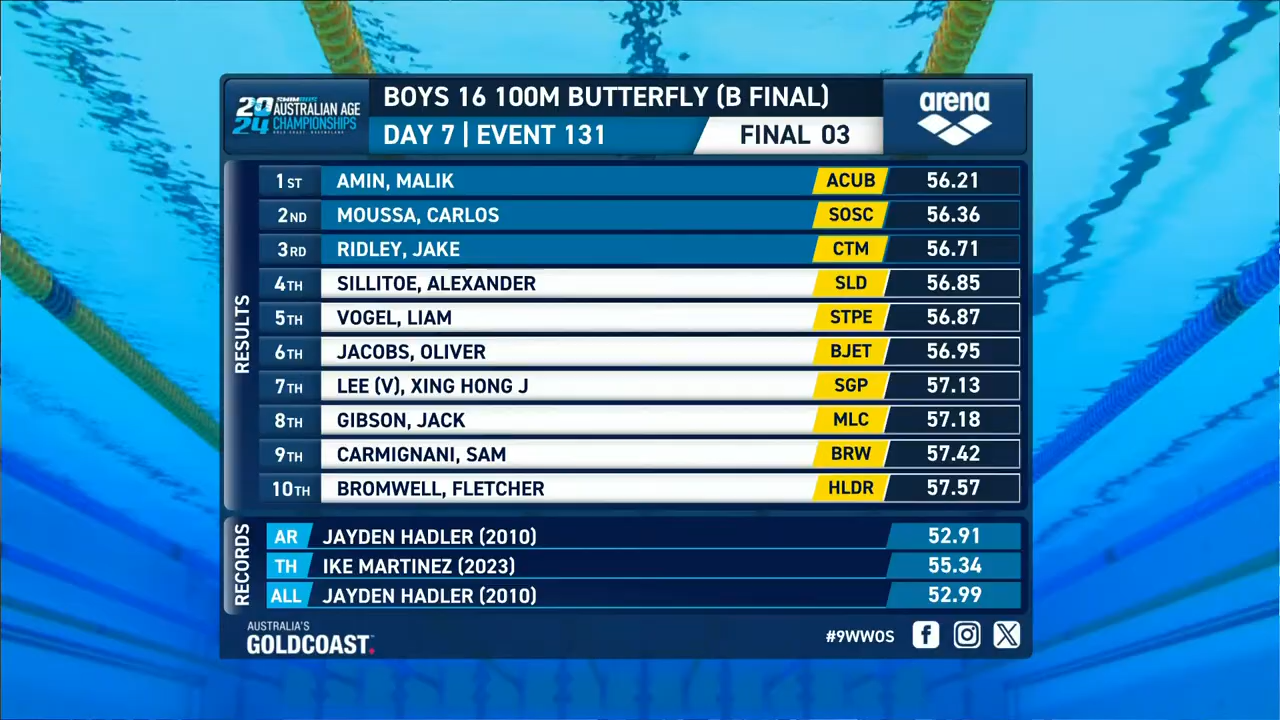 2024 AUSTRALIAN AGE CHAMPIONSHIPS
BOYS 16 100M BUTTERFLY (B FINAL)
DAY 7 | EVENT 131
FINAL 03
arena
RESULTS
1ST AMIN, MALIK ACUB 56.21
2ND MOUSSA, CARLOS SOSC 56.36
3RD RIDLEY, JAKE CTM 56.71
4TH SILLITOE, ALEXANDER SLD 56.85
5TH VOGEL, LIAM STPE 56.87
6TH JACOBS, OLIVER BJET 56.95
7TH LEE (V), XING HONG J SGP 57.13
8TH GIBSON, JACK MLC 57.18
9TH CARMIGNANI, SAM BRW 57.42
10TH BROMWELL, FLETCHER HLDR 57.57
RECORDS
AR JAYDEN HADLER (2010) 52.91
TH IKE MARTINEZ (2023) 55.34
ALL JAYDEN HADLER (2010) 52.99
AUSTRALIA'S
GOLDCOAST.
#9WWOS